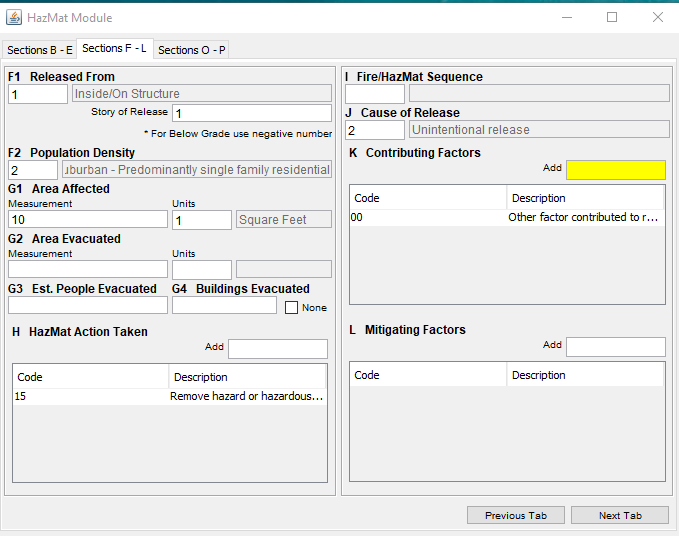 HazMat Module
Sections B - E
Sections F - L
Sections O - P
F1 Released From
1 Inside/On Structure
Story of Release 1
* For Below Grade use negative number
F2 Population Density
2 uburban - Predominantly single family residential
G1 Area Affected
Measurement Units
10 1 Square Feet
G2 Area Evacuated
Measurement Units
G3 Est. People Evacuated G4 Buildings Evacuated
None
H HazMat Action Taken
Add
Code Description
15 Remove hazard or hazardous...
I Fire/HazMat Sequence
J Cause of Release
2 Unintentional release
K Contributing Factors
Add
Code Description
00 Other factor contributed to r...
L Mitigating Factors
Add
Code Description
Previous Tab Next Tab